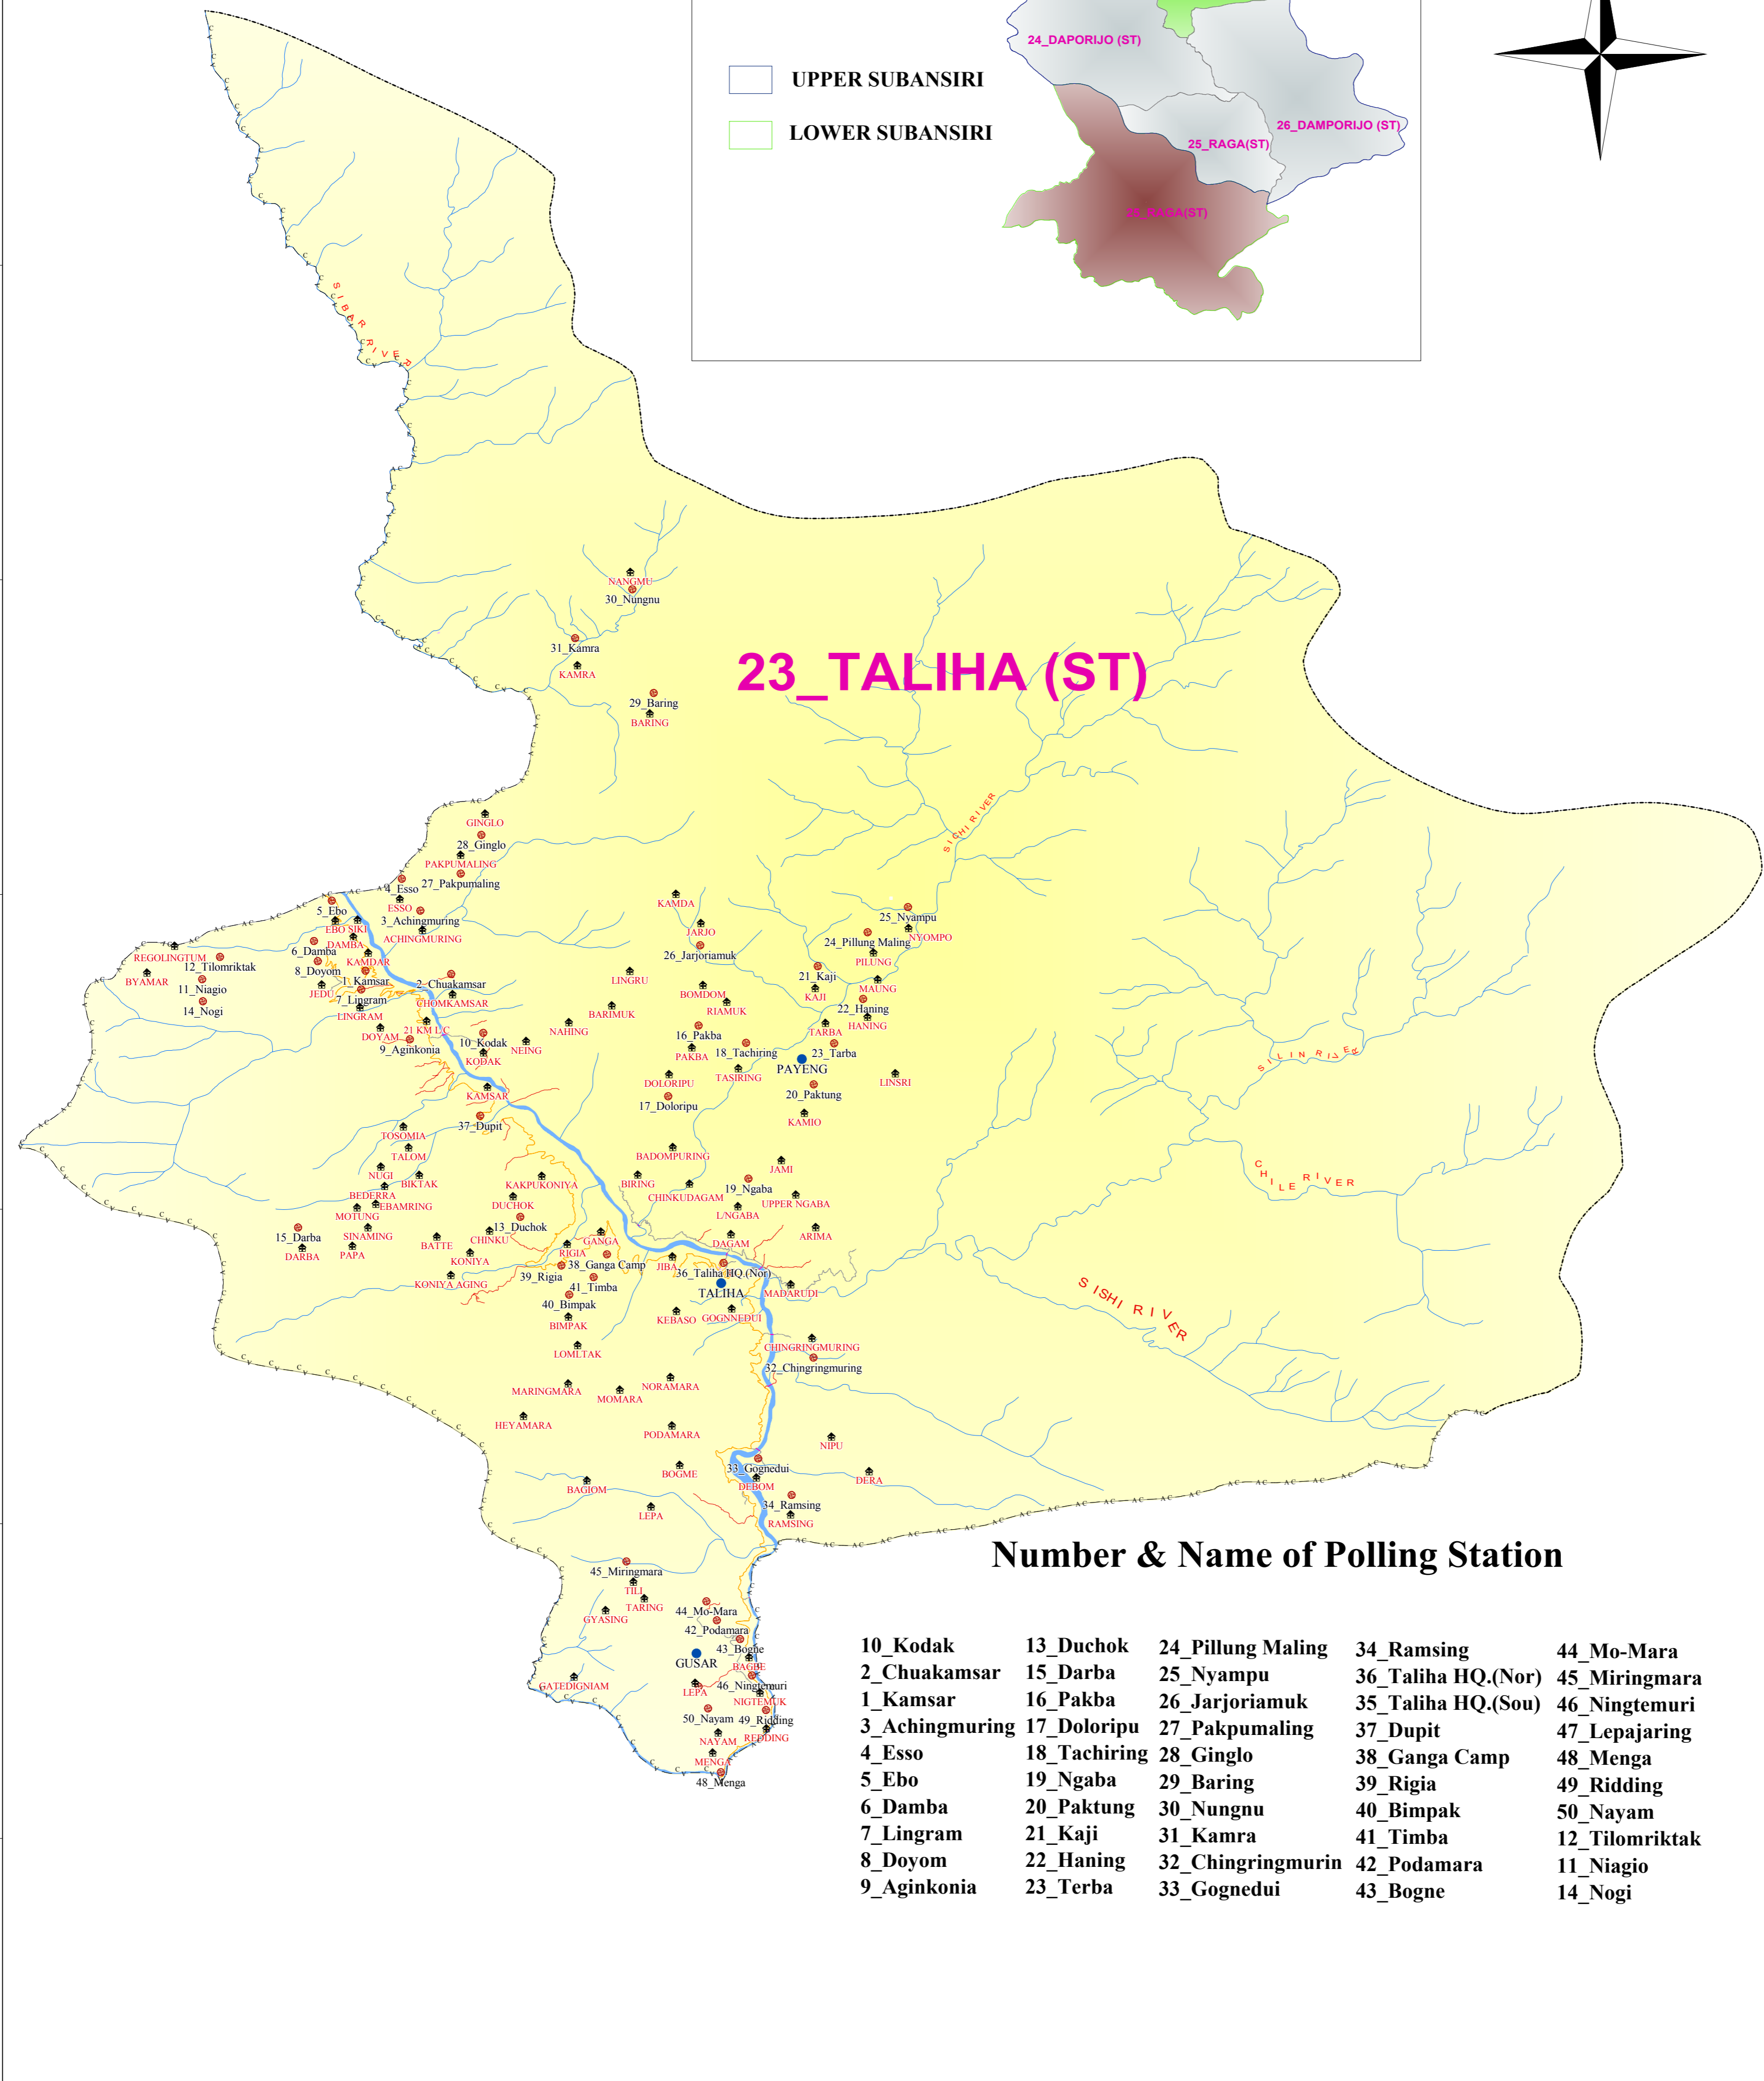 24_DAPORIJO (ST)
UPPER SUBANSIRI
LOWER SUBANSIRI
26_DAMPORIJO (ST)
25_RAGA(ST)
25_RAGA(ST)
SIBAR RIVER
NANGMU
30_Nungnu
31_Kamra
KAMRA
23_TALIHA (ST)
29_Baring
BARING
SICHI RIVER
GINGLO
28_Ginglo
PAKPUMALING
27_Pakpumaling
4_Esso
ESSO
5_Ebo
EBO SIKI
3_Achingmuring
ACHINGMURING
KAMDA
JARJO
26_Jarjoriamuk
25_Nyampu
NYOMPO
24_Pillung Maling
PILUNG
DAMBA
6_Damba
KAMDAR
8_Doyom
REGOLINGTUM
12_Tilomriktak
BYAMAR
11_Niagio
14_Nogi
JEDU
1_Kamsar
7_Lingram
LINGRAM
2_Chuakamsar
CHOMKAMSAR
LINGRU
BOMDOM
RIAMUK
21_Kaji
KAJI
MAUNG
22_Haning
HANING
BARIMUK
NAHING
DOYAM
21 KM L.C
9_Aginkonia
10_Kodak
KODAK
NEING
16_Pakba
PAKBA
18_Tachiring
TASIRING
TARBA
23_Terba
PAYENG
LINSRI
20_Paktung
KAMIO
DOLORIPU
17_Doloripu
SILIN RIVER
KAMSAR
37_Dupit
TOSOMIA
TALOM
NUGI
BIKTAK
BEDERRA
EBAMRING
MOTUNG
SINAMING
PAPA
15_Darba
DARBA
BADOMPURING
BIRING
CHINKUDAGAM
JAMI
19_Ngaba
UPPER NGABA
L/NGABA
KAKPUKONIYA
DUCHOK
13_Duchok
CHINKU
BATTE
KONIYA
KONIYA AGING
CHILE RIVER
GANGA
RIGIA
38_Ganga Camp
39_Rigia
41_Timba
40_Bimpak
BIMPAK
LOMLTAK
JIBA
DAGAM
ARIMA
36_Taliha HQ.(Nor)
TALIHA
MADARUDI
KEBASO
GOGNNEDUI
SISHI RIVER
CHINGRINGMURING
32_Chingringmuring
MARINGMARA
MOMARA
NORAMARA
HEYAMARA
PODAMARA
NIPU
BOGME
33_Gognedui
DEBOM
DERA
BAGIOM
LEPA
34_Ramsing
RAMSING
45_Miringmara
TILI
TARING
GYASING
44_Mo-Mara
42_Podamara
43_Bogne
GUSAR
BAGBE
GATEDIGNIAM
46_Ningtemuri
LEPA
NIGTEMUK
50_Nayam
49_Ridding
NAYAM
REDDING
MENGA
48_Menga
Number & Name of Polling Station
10_Kodak
2_Chuakamsar
1_Kamsar
3_Achingmuring
4_Esso
5_Ebo
6_Damba
7_Lingram
8_Doyom
9_Aginkonia
13_Duchok
15_Darba
16_Pakba
17_Doloripu
18_Tachiring
19_Ngaba
20_Paktung
21_Kaji
22_Haning
23_Terba
24_Pillung Maling
25_Nyampu
26_Jarjoriamuk
27_Pakpumaling
28_Ginglo
29_Baring
30_Nungnu
31_Kamra
32_Chingringmurin
33_Gognedui
34_Ramsing
36_Taliha HQ.(Nor)
35_Taliha HQ.(Sou)
37_Dupit
38_Ganga Camp
39_Rigia
40_Bimpak
41_Timba
42_Podamara
43_Bogne
44_Mo-Mara
45_Miringmara
46_Ningtemuri
47_Lepajaring
48_Menga
49_Ridding
50_Nayam
12_Tilomriktak
11_Niagio
14_Nogi